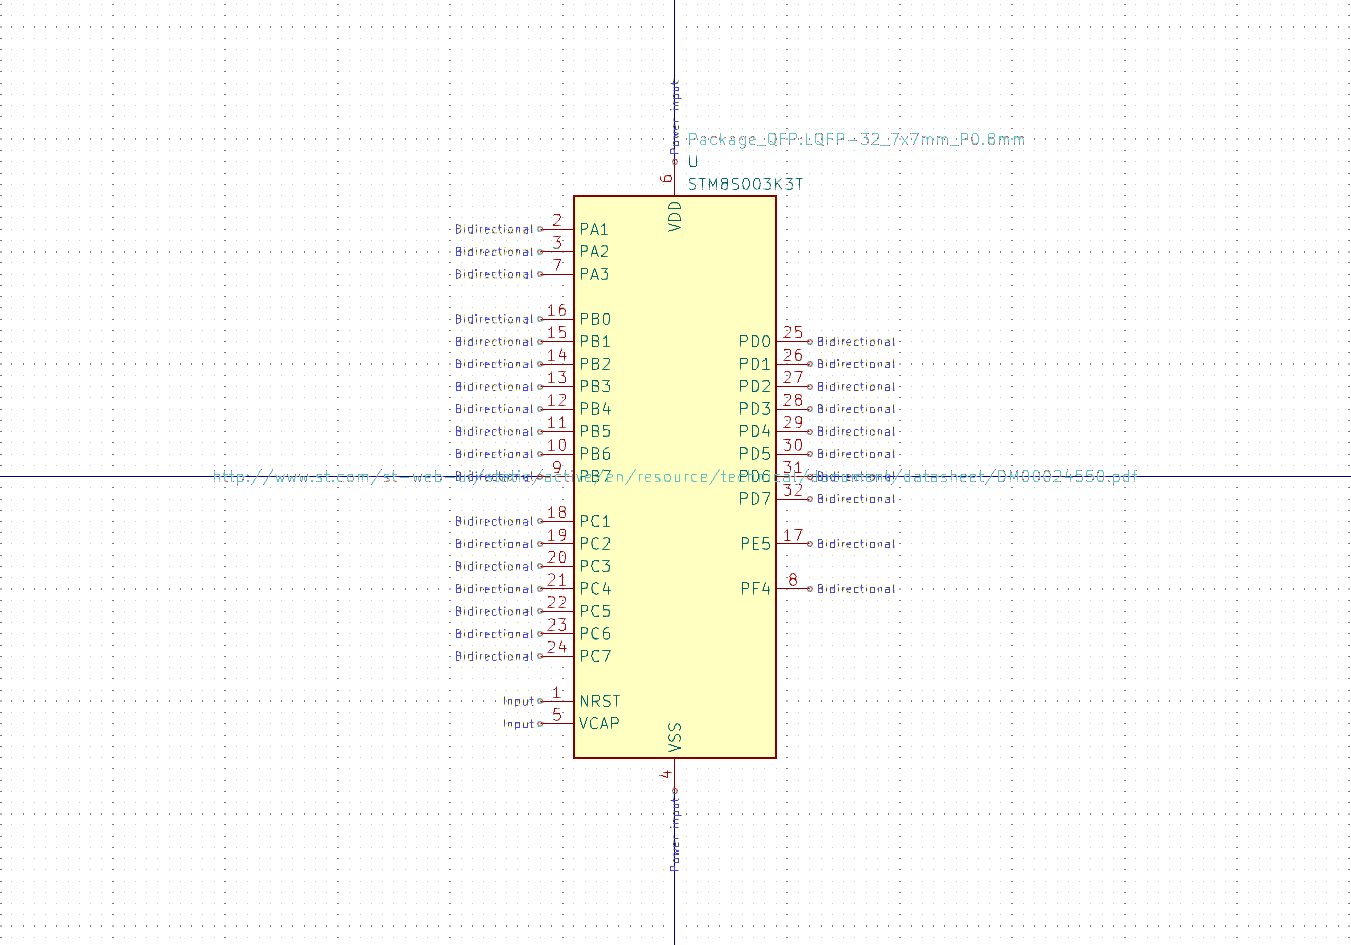 Power input
Package_QFP:LQFP-32_7x7mm_P0.8mm
U
6
STM8S003K3T
VDD
Bidirectional 2 PA1
Bidirectional 3 PA2
Bidirectional 7 PA3
Bidirectional 16 PB0
Bidirectional 15 PB1 PD0 25 Bidirectional
Bidirectional 14 PB2 PD1 26 Bidirectional
Bidirectional 13 PB3 PD2 27 Bidirectional
Bidirectional 12 PB4 PD3 28 Bidirectional
Bidirectional 11 PB5 PD4 29 Bidirectional
Bidirectional 10 PB6 PD5 30 Bidirectional
Bidirectional 9 PB7 PD6 31 Bidirectional
http://www.st.com/st-web-ui/static/active/en/resource/technical/document/datasheet/DM00024550.pdf
PD7 32 Bidirectional
Bidirectional 18 PC1
Bidirectional 19 PC2 PE5 17 Bidirectional
Bidirectional 20 PC3
Bidirectional 21 PC4 PF4 8 Bidirectional
Bidirectional 22 PC5
Bidirectional 23 PC6
Bidirectional 24 PC7
Input 1 NRST
Input 5 VCAP
VSS
4
Power input